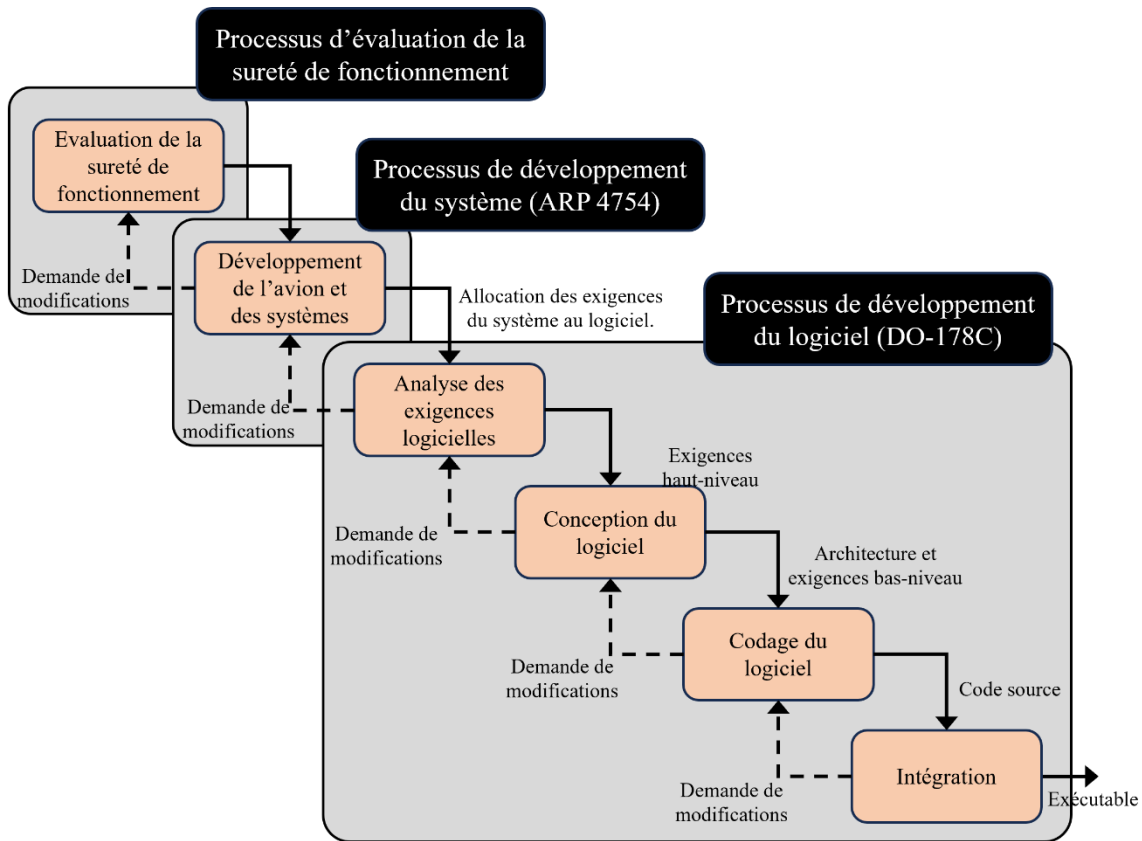 Processus d’évaluation de la
sureté de fonctionnement
Evaluation de la
sureté de
fonctionnement
Processus de développement
du système (ARP 4754)
Demande de
modifications
Développement
de l’avion et
des systèmes
Allocation des exigences
du système au logiciel.
Processus de développement
du logiciel (DO-178C)
Demande de
modifications
Analyse des
exigences
logicielles
Exigences
haut-niveau
Demande de
modifications
Conception du
logiciel
Architecture et
exigences bas-niveau
Demande de
modifications
Codage du
logiciel
Code source
Demande de
modifications
Intégration
Exécutable